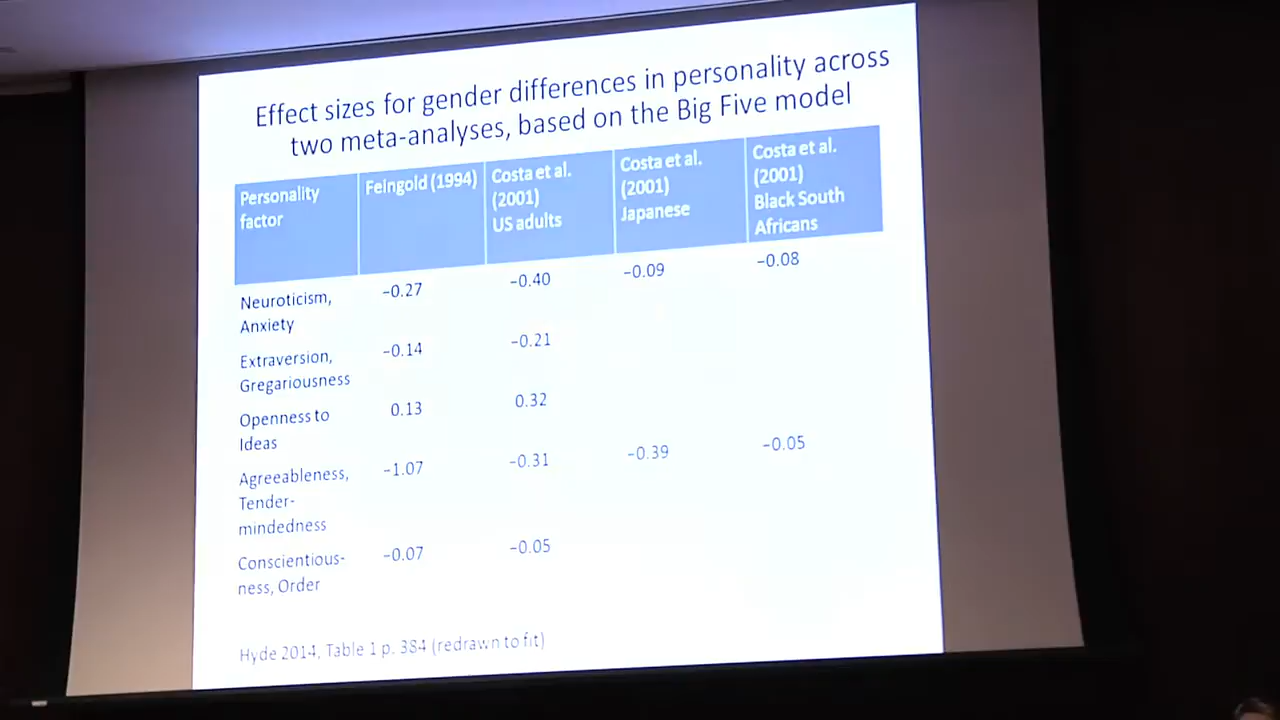 Effect sizes for gender differences in personality across
two meta-analyses, based on the Big Five model
Personality
factor
Feingold (1994)
Costa et al.
(2001)
US adults
Costa et al.
(2001)
Japanese
Costa et al.
(2001)
Black South
Africans
Neuroticism,
Anxiety
−0.27
−0.40
−0.09
−0.08
Extraversion,
Gregariousness
−0.14
−0.21
Openness to
Ideas
0.13
0.32
Agreeableness,
Tender-
mindedness
−1.07
−0.31
−0.39
−0.05
Conscientious-
ness, Order
−0.07
−0.05
Hyde 2014, Table 1 p. 384 (redrawn to fit)